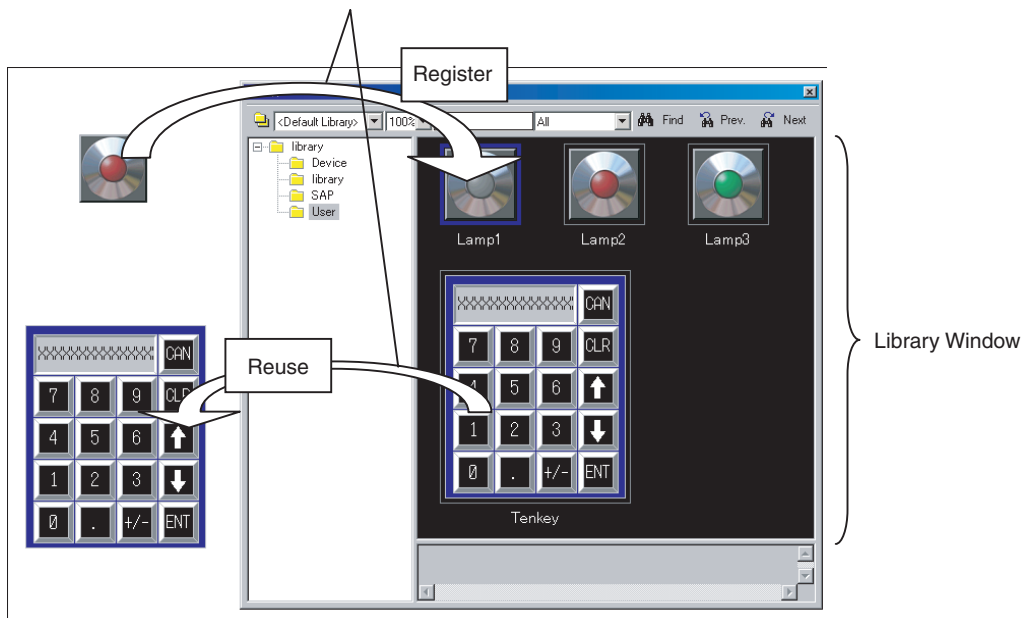 Register
<Default Library> 100% All Find Prev. Next
library
Device
library
SAP
User
Lamp1 Lamp2 Lamp3
XXXXXXXXXX CAN
7 8 9 CLR
4 5 6
1 2 3
0 . +/- ENT
Tenkey
Reuse
XXXXXXXXXXXX CAN
7 8 9 CLR
4 5 6
1 2 3
0 . +/- ENT
Library Window